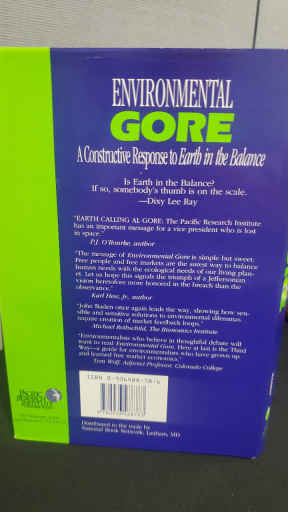 ENVIRONMENTAL
GORE
A Constructive Response to Earth in the Balance
Is Earth in the Balance?
If so, somebody's thumb is on the scale.
—Dixy Lee Ray
"EARTH CALLING AL GORE: The Pacific Research Institute
has an important message for a vice president who is lost
in space."
P.J. O'Rourke, author
"The message of Environmental Gore is simple but sweet:
Free people and free markets are the surest way to balance
human needs with the ecological needs of our living plan-
et. Let us hope this signals the triumph of a Jeffersonian
vision heretofore more honored in the breach than the
observance."
Karl Hess, Jr., author
"John Baden once again leads the way, showing how sen-
sible and sensitive solutions to environmental dilemmas
require creation of market feedback loops."
Michael Rothschild, The Bionomics Institute
"Environmentalists who believe in thoughtful debate will
want to read Environmental Gore. Here at last is the Third
Way—a guide for environmentalists who have grown up
and learned free market economics."
Tom Wolf, Adjunct Professor, Colorado College
ISBN 0-936488-78-6
Distributed to the trade by
National Book Network, Lanham, MD